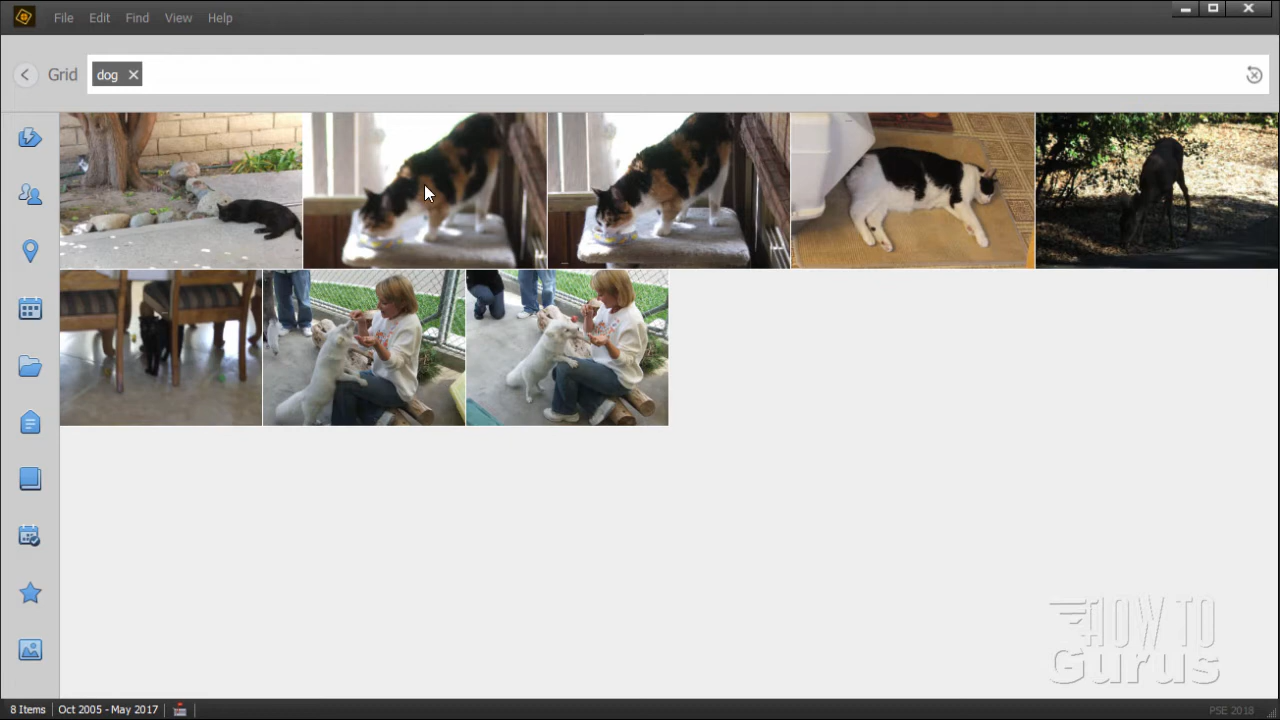 File Edit Find View Help
Grid dog
HOW TO
Gurus
8 Items Oct 2005 - May 2017 PSE 2018